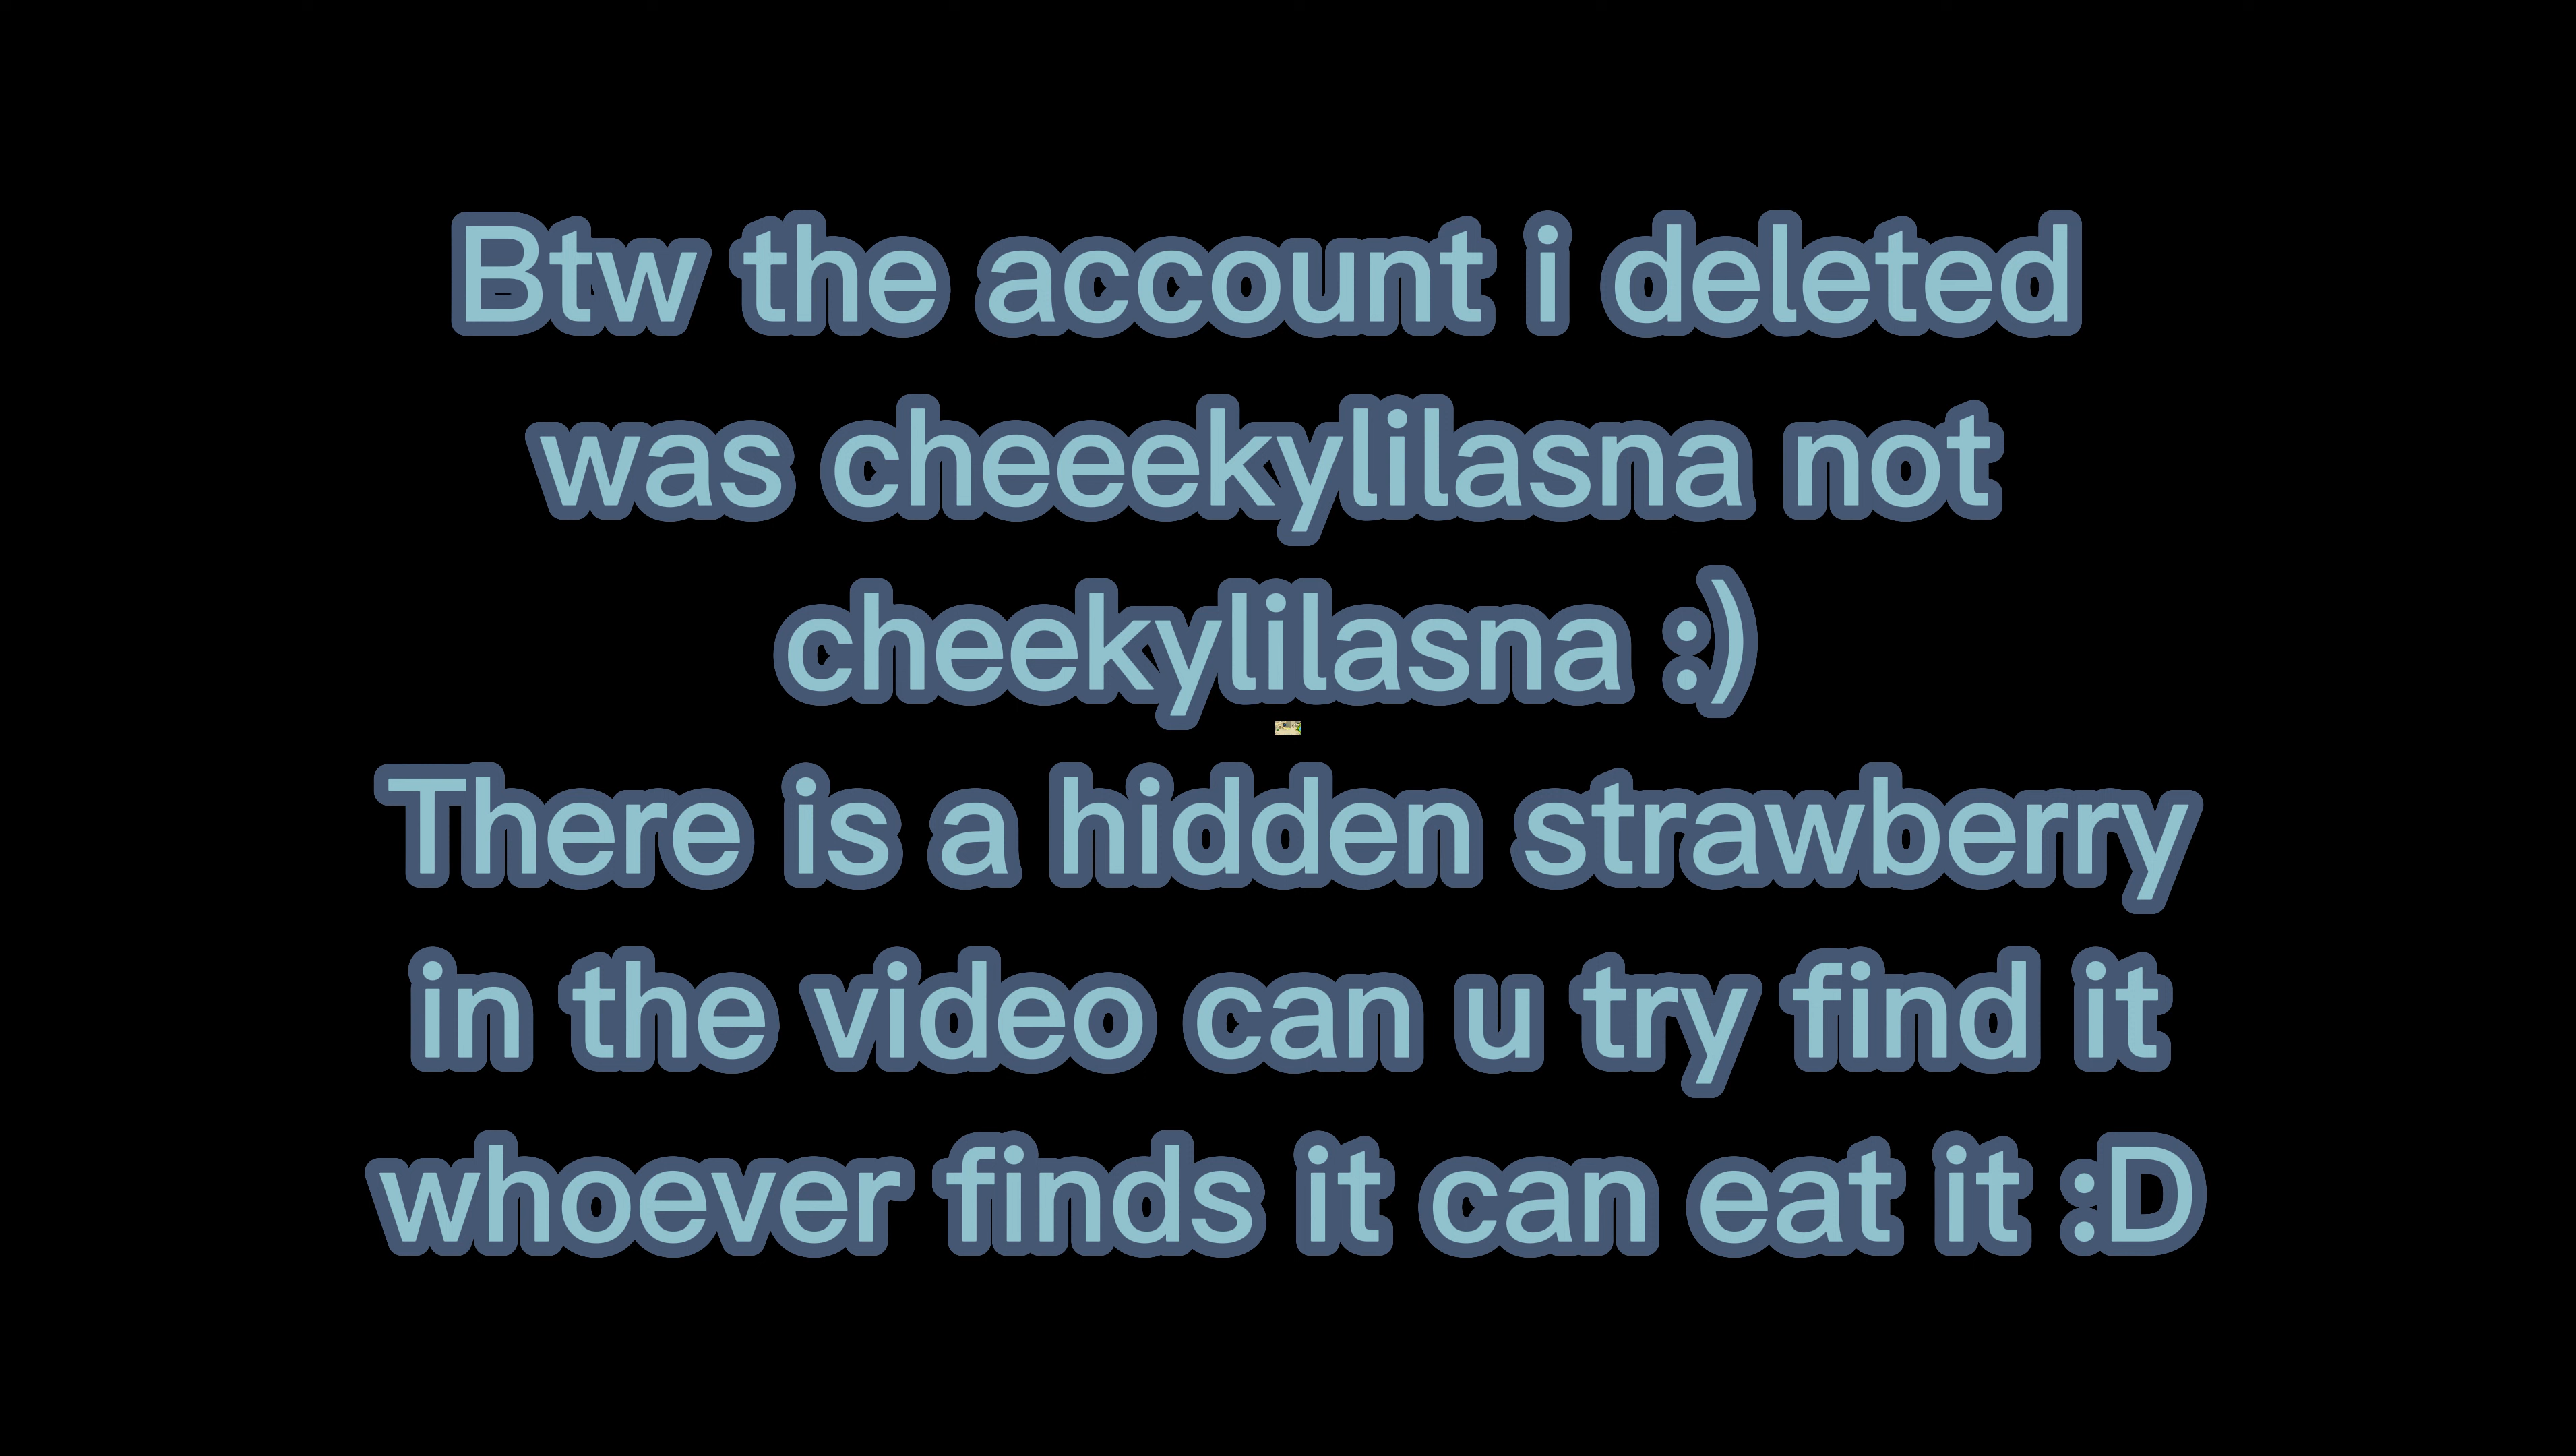 Btw the account i deleted
was cheeekylilasna not
cheekylilasna :)
There is a hidden strawberry
in the video can u try find it
whoever finds it can eat it :D